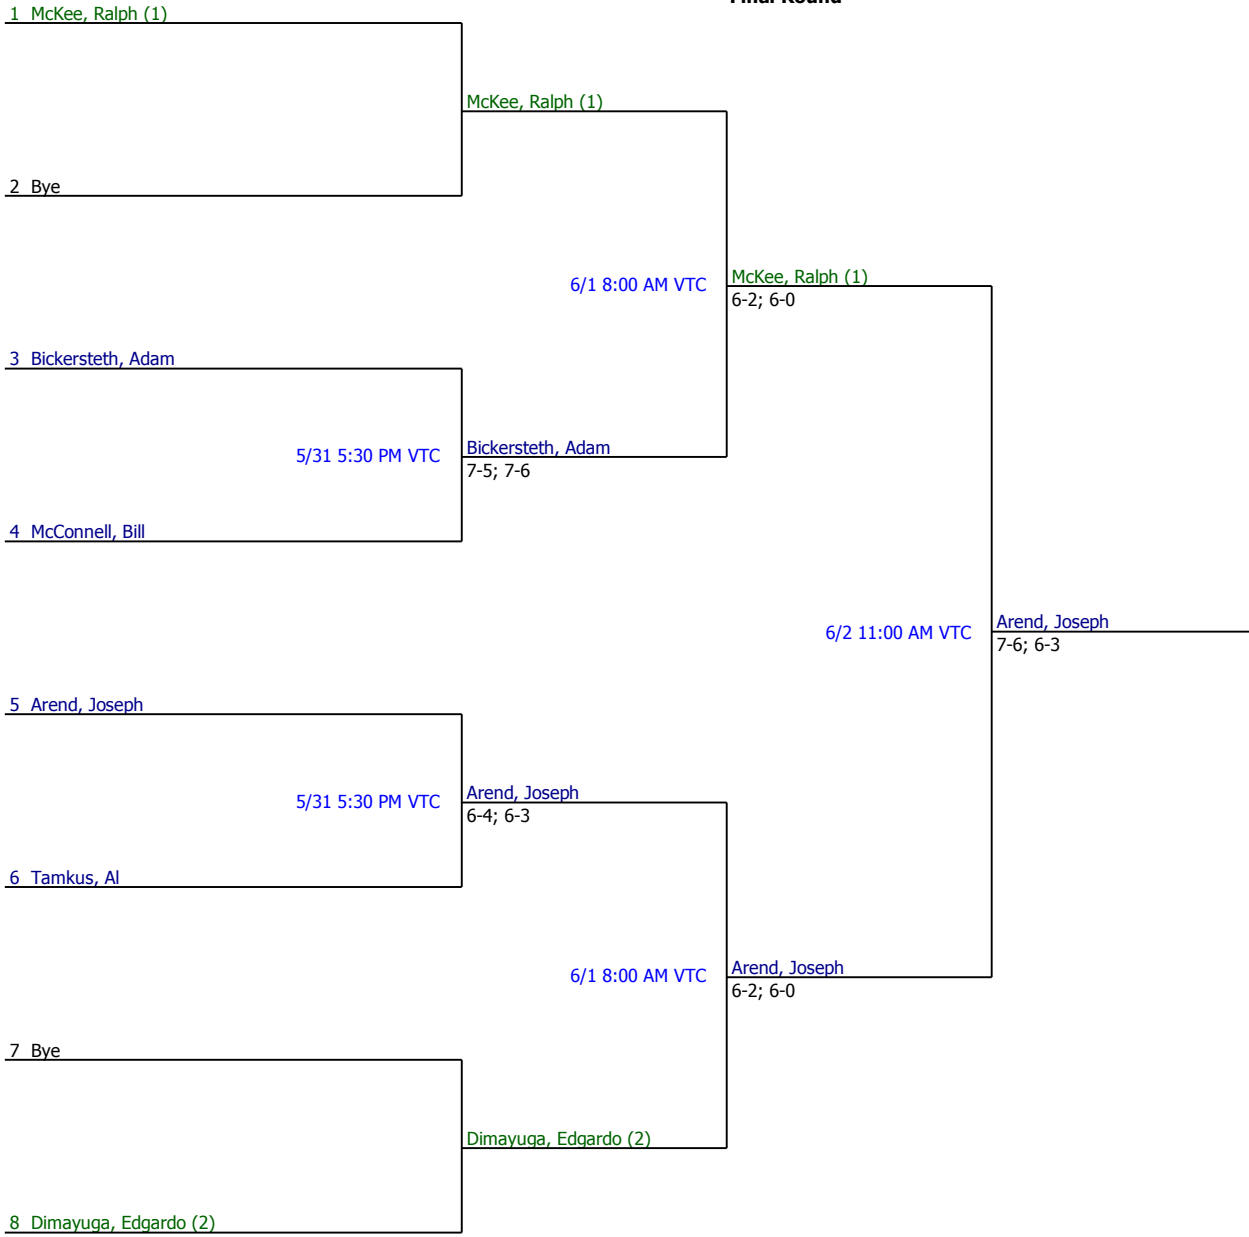 Final Round
1 McKee, Ralph (1)
McKee, Ralph (1)
2 Bye
6/1 8:00 AM VTC
McKee, Ralph (1)
6-2; 6-0
3 Bickersteth, Adam
5/31 5:30 PM VTC
Bickersteth, Adam
7-5; 7-6
4 McConnell, Bill
6/2 11:00 AM VTC
Arend, Joseph
7-6; 6-3
5 Arend, Joseph
5/31 5:30 PM VTC
Arend, Joseph
6-4; 6-3
6 Tamkus, Al
6/1 8:00 AM VTC
Arend, Joseph
6-2; 6-0
7 Bye
Dimayuga, Edgardo (2)
8 Dimayuga, Edgardo (2)